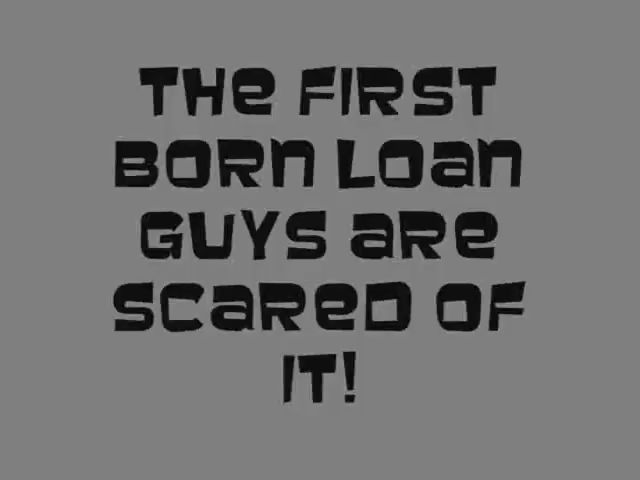 THE FIRST
BORN LOAN
GUYS ARE
SCARED OF
IT!